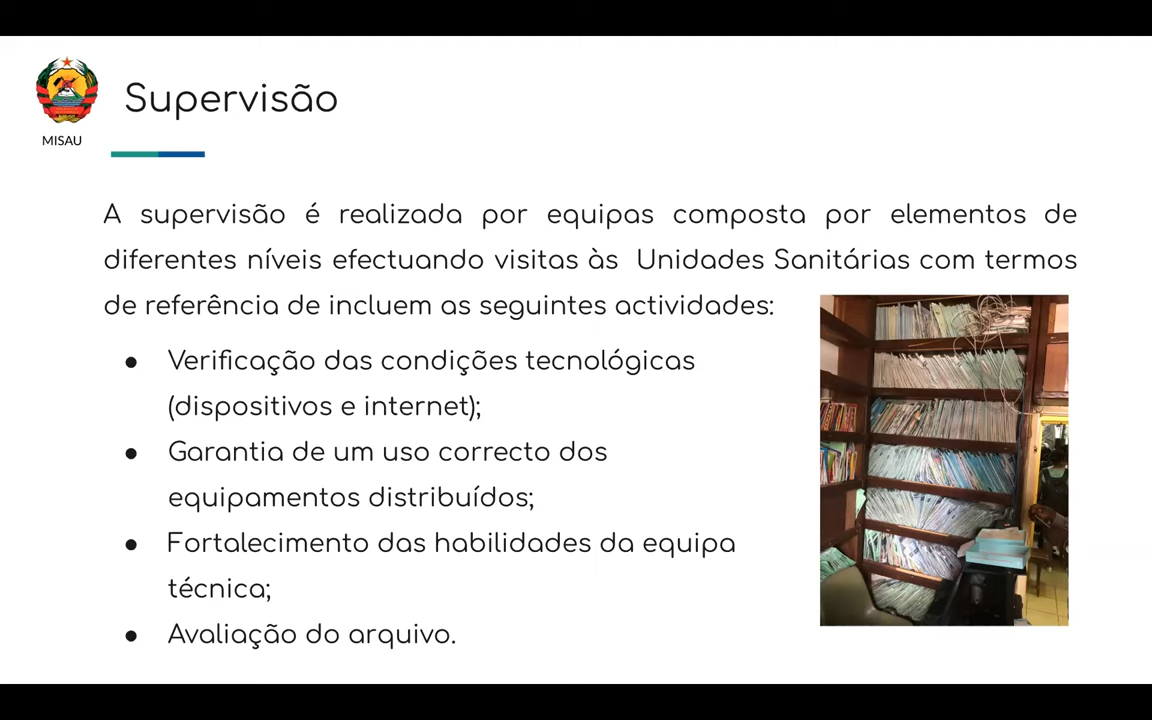 Supervisão
MISAU
A supervisão é realizada por equipas composta por elementos de
diferentes níveis efectuando visitas às Unidades Sanitárias com termos
de referência de incluem as seguintes actividades:
● Verificação das condições tecnológicas
(dispositivos e internet);
● Garantia de um uso correcto dos
equipamentos distribuídos;
● Fortalecimento das habilidades da equipa
técnica;
● Avaliação do arquivo.